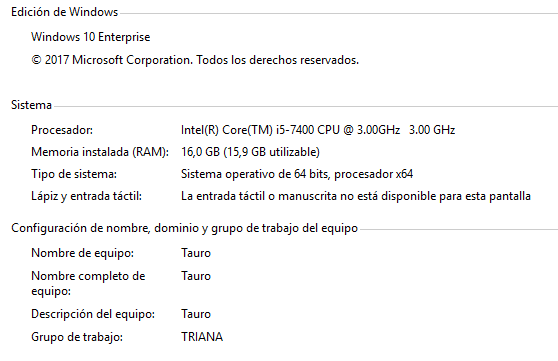 Edición de Windows
Windows 10 Enterprise
© 2017 Microsoft Corporation. Todos los derechos reservados.
Sistema
Procesador: Intel(R) Core(TM) i5-7400 CPU @ 3.00GHz 3.00 GHz
Memoria instalada (RAM): 16,0 GB (15,9 GB utilizable)
Tipo de sistema: Sistema operativo de 64 bits, procesador x64
Lápiz y entrada táctil: La entrada táctil o manuscrita no está disponible para esta pantalla
Configuración de nombre, dominio y grupo de trabajo del equipo
Nombre de equipo: Tauro
Nombre completo de equipo: Tauro
Descripción del equipo: Tauro
Grupo de trabajo: TRIANA